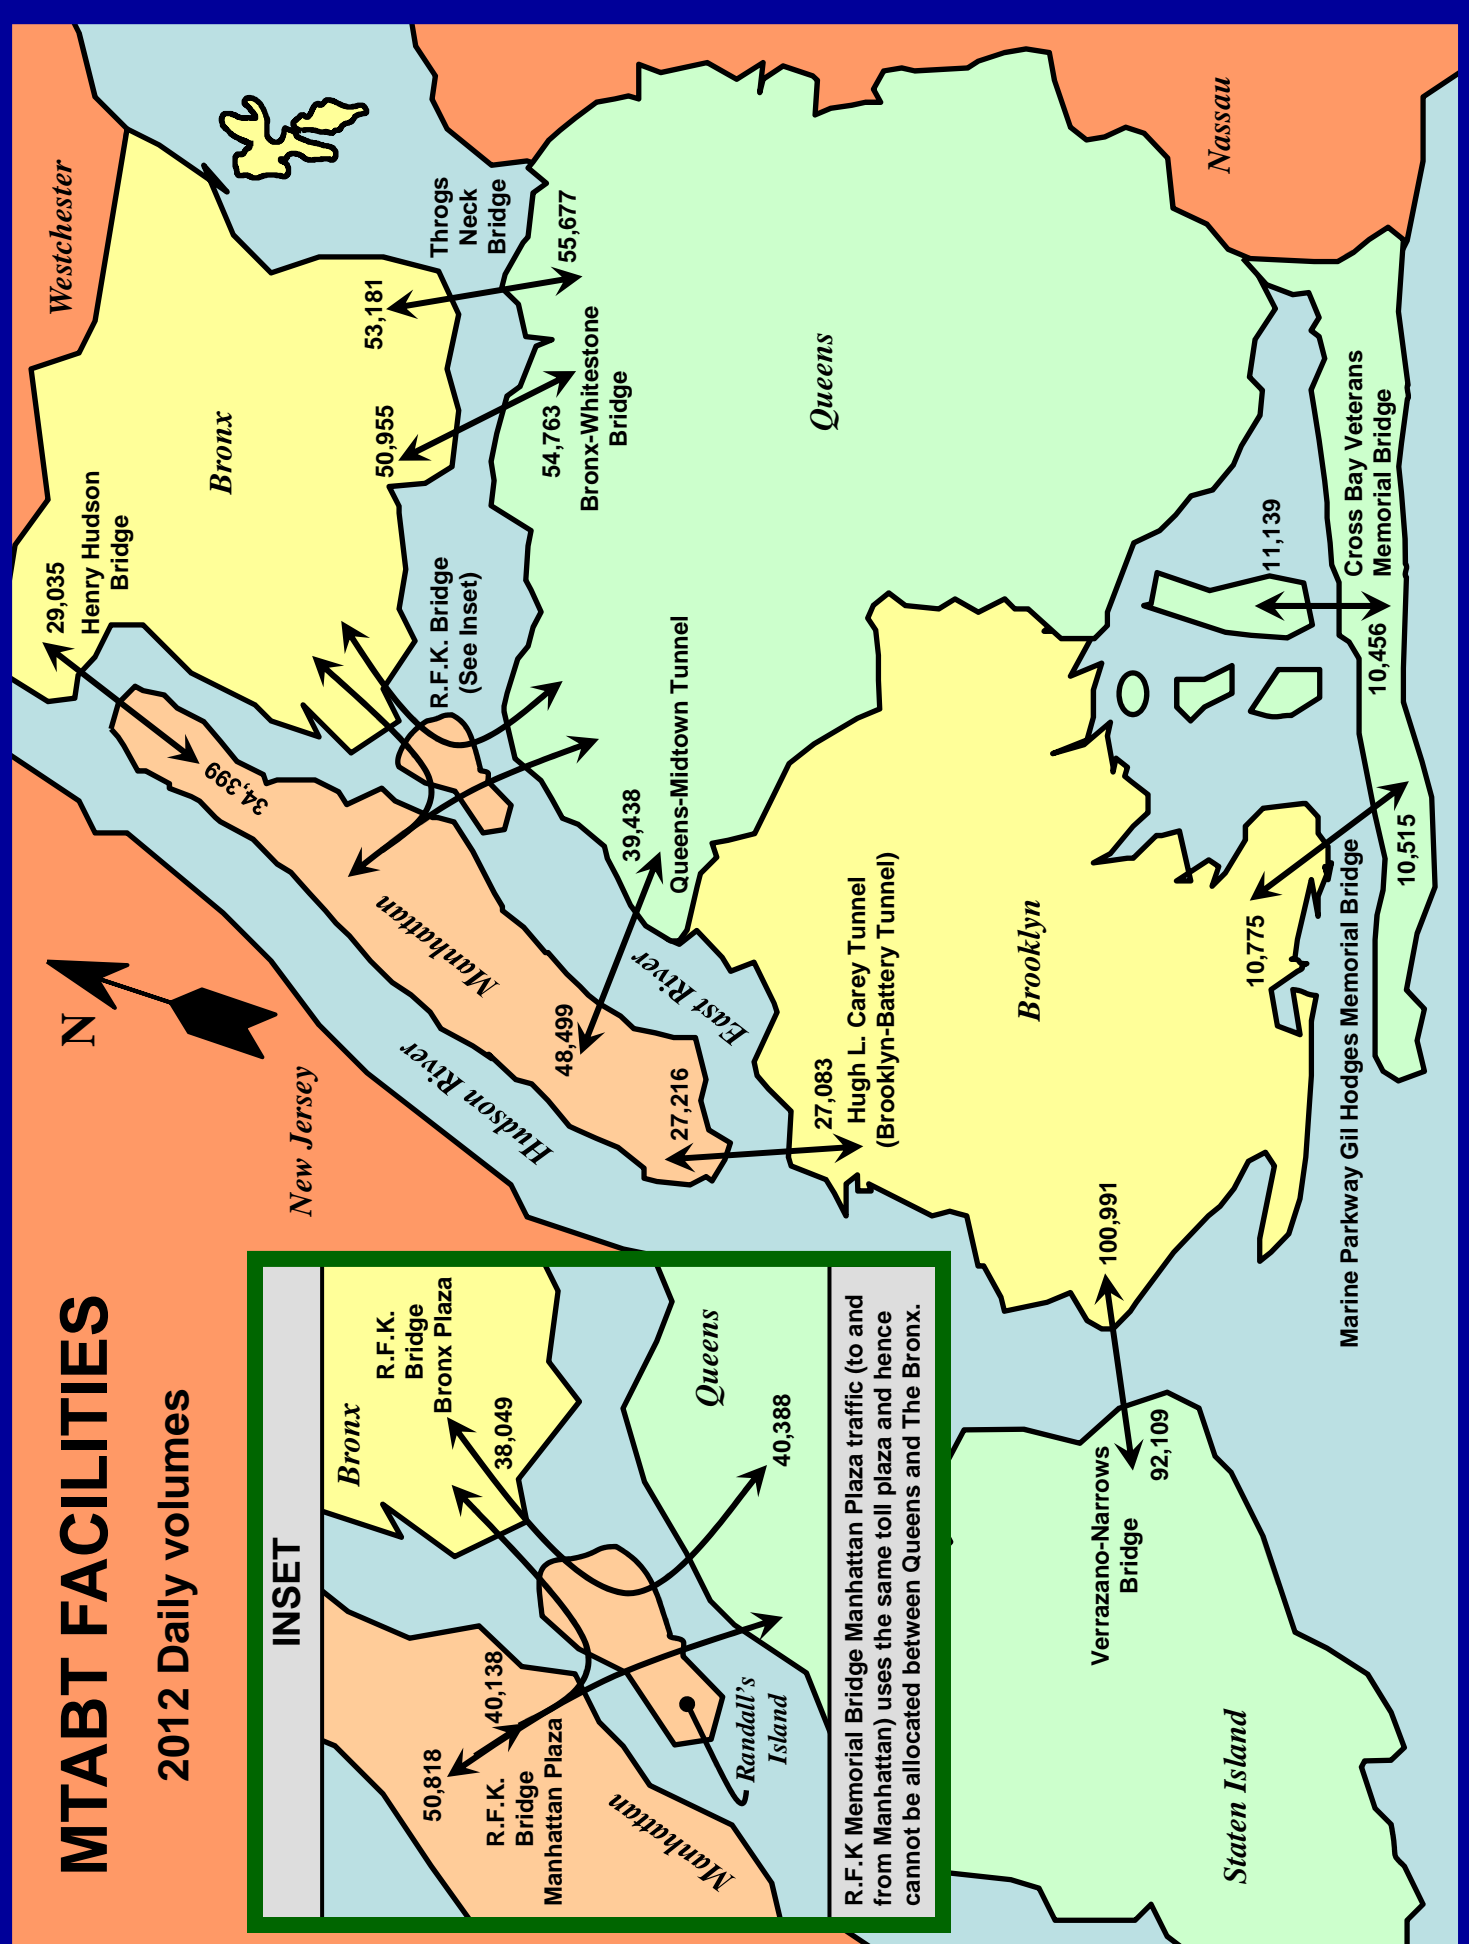 MTABT FACILITIES
2012 Daily volumes
N
New Jersey
Westchester
Nassau
Bronx
Queens
Brooklyn
Manhattan
Staten Island
Hudson River
East River
29,035
Henry Hudson
Bridge
34,399
53,181
Throgs
Neck
Bridge
55,677
50,955
54,763
Bronx-Whitestone
Bridge
R.F.K. Bridge
(See Inset)
39,438
Queens-Midtown Tunnel
48,499
27,216
27,083
Hugh L. Carey Tunnel
(Brooklyn-Battery Tunnel)
11,139
Cross Bay Veterans
Memorial Bridge
10,456
10,515
10,775
Marine Parkway Gil Hodges Memorial Bridge
100,991
92,109
Verrazano-Narrows
Bridge
INSET
Bronx
R.F.K.
Bridge
Bronx Plaza
38,049
Queens
40,388
50,818
40,138
R.F.K.
Bridge
Manhattan Plaza
Manhattan
Randall's
Island
R.F.K Memorial Bridge Manhattan Plaza traffic (to and
from Manhattan) uses the same toll plaza and hence
cannot be allocated between Queens and The Bronx.